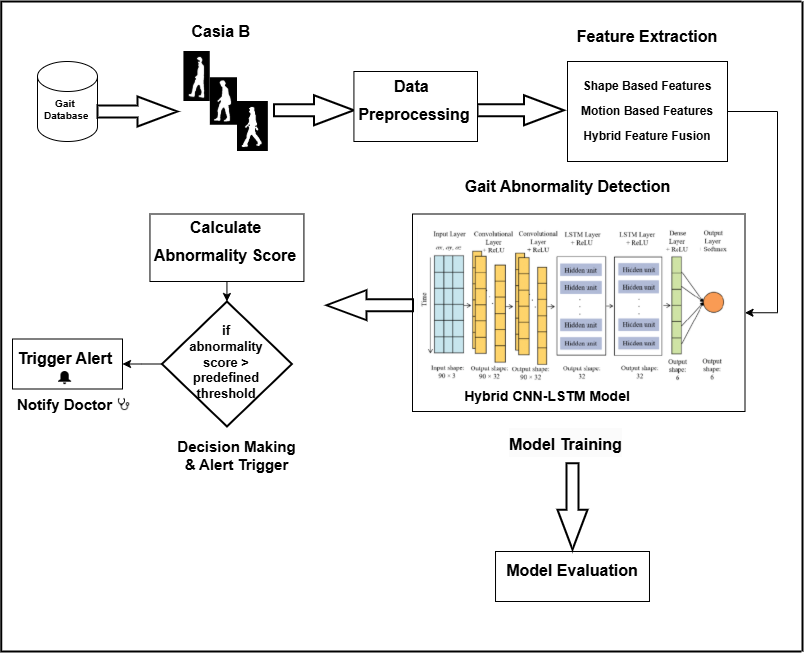 Casia B
Feature Extraction
Gait
Database
Data
Preprocessing
Shape Based Features
Motion Based Features
Hybrid Feature Fusion
Gait Abnormality Detection
Calculate
Abnormality Score
Input Layer
Convolutional
Layer
+ ReLU
Convolutional
Layer
+ ReLU
LSTM Layer
+ ReLU
LSTM Layer
+ ReLU
Dense
Layer
+ ReLU
Output
Layer
Softmax
Time
Hidden unit
Hidden unit
Hidden unit
Hidden unit
Hidden unit
Hidden unit
Hidden unit
Hidden unit
Input shape:
90 × 3
Output shape:
90 × 32
Output shape:
90 × 32
Output shape:
32
Output shape:
32
Output
shape:
6
Output
shape:
6
Hybrid CNN-LSTM Model
if
abnormality
score >
predefined
threshold
Trigger Alert
Notify Doctor
Decision Making
& Alert Trigger
Model Training
Model Evaluation